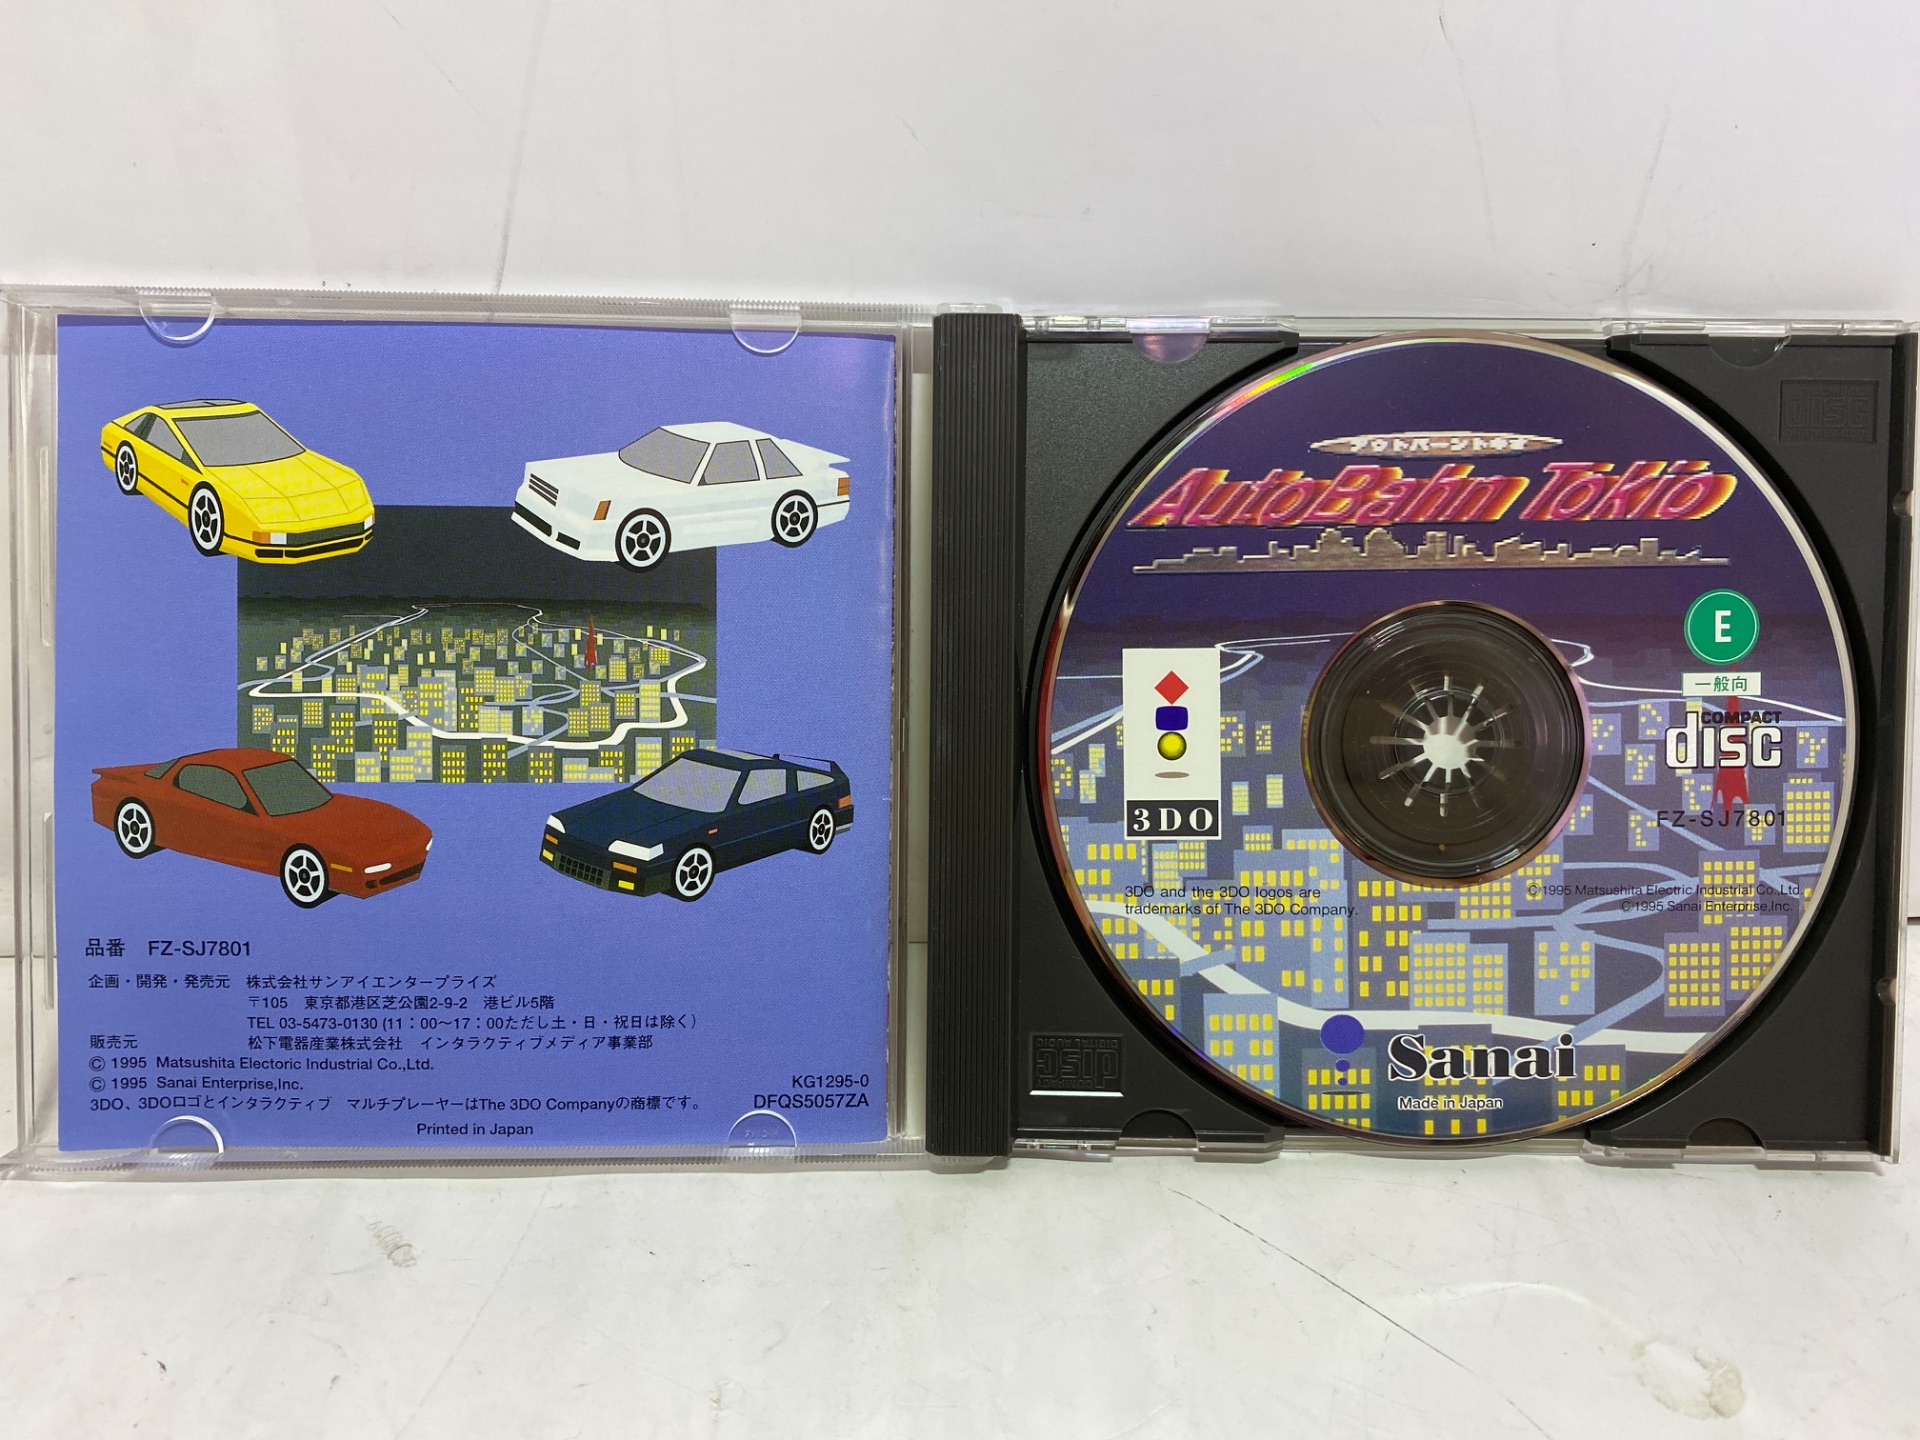 品番 FZ-SJ7801
企画・開発・発売元 株式会社サンアイエンタープライズ
〒105 東京都港区芝公園2-9-2 港ビル5階
TEL 03-5473-0130 (11:00〜17:00ただし土・日・祝日は除く)
販売元 松下電器産業株式会社 インタラクティブメディア事業部
© 1995 Matsushita Electoric Industrial Co.,Ltd.
© 1995 Sanai Enterprise,Inc.
3DO、3DOロゴとインタラクティブ マルチプレーヤーはThe 3DO Companyの商標です。
KG1295-0
DFQS5057ZA
Printed in Japan
アウトバーントキオ
AutoBahn Tokio
E
一般向
COMPACT
disc
FZ-SJ7801
3DO
3DO and the 3DO logos are
trademarks of The 3DO Company.
©1995 Matsushita Electric Industrial Co.,Ltd.
©1995 Sanai Enterprise,Inc.
Sanai
Made in Japan
COMPACT
disc
DIGITAL AUDIO
disc